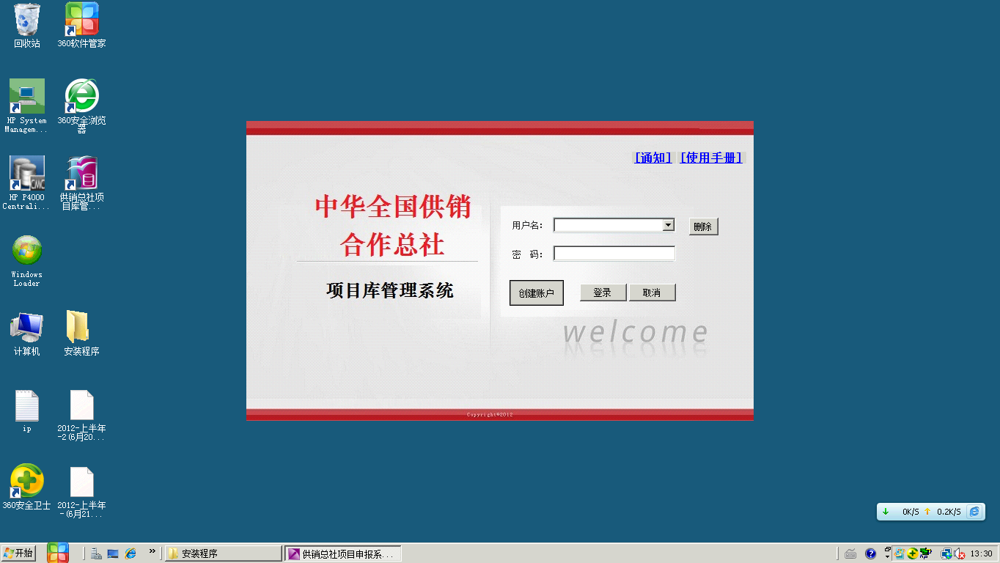 回收站
360软件管家
HP System
Managem...
360安全浏览
器
HP P4000
Centrali...
供销总社项
目库管...
Windows
Loader
计算机
安装程序
ip
2012-上半年
-2(6月20...
360安全卫士
2012-上半年
-(6月21...
[通知] [使用手册]
中华全国供销
合作总社
项目库管理系统
用户名:
删除
密 码:
创建账户
登录
取消
welcome
Copyright©2012
0K/S 0.2K/S
开始
安装程序
供销总社项目申报系...
13:30